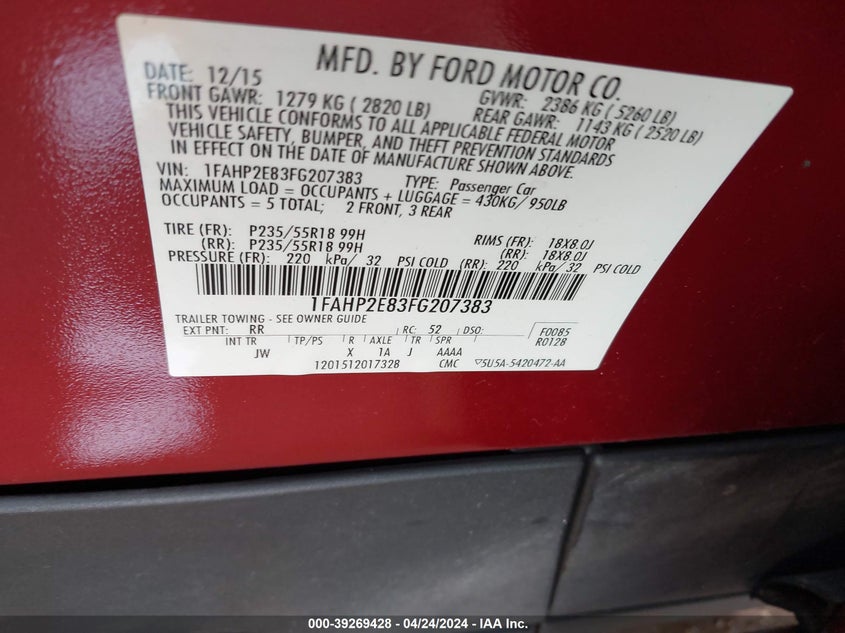 MFD. BY FORD MOTOR CO.
DATE: 12/15 GVWR: 2386 KG ( 5260 LB)
FRONT GAWR: 1279 KG ( 2820 LB) REAR GAWR: 1143 KG ( 2520 LB)
THIS VEHICLE CONFORMS TO ALL APPLICABLE FEDERAL MOTOR
VEHICLE SAFETY, BUMPER, AND THEFT PREVENTION STANDARDS
IN EFFECT ON THE DATE OF MANUFACTURE SHOWN ABOVE.
VIN: 1FAHP2E83FG207383 TYPE: Passenger Car
MAXIMUM LOAD = OCCUPANTS + LUGGAGE = 430KG/ 950LB
OCCUPANTS = 5 TOTAL; 2 FRONT, 3 REAR
TIRE (FR): P235/55R18 99H RIMS (FR): 18X8.0J
(RR): P235/55R18 99H (RR): 18X8.0J
PRESSURE (FR): 220 kPa/ 32 PSI COLD (RR): 220 kPa/ 32 PSI COLD
1FAHP2E83FG207383
TRAILER TOWING - SEE OWNER GUIDE
EXT PNT: RR RC: 52 DSO: F0085
R0128
INT TR TP/PS R AXLE TR SPR
JW X 1A J AAAA
1201512017328 CMC ▽5U5A-5420472-AA
000-39269428 - 04/24/2024 - IAA Inc.